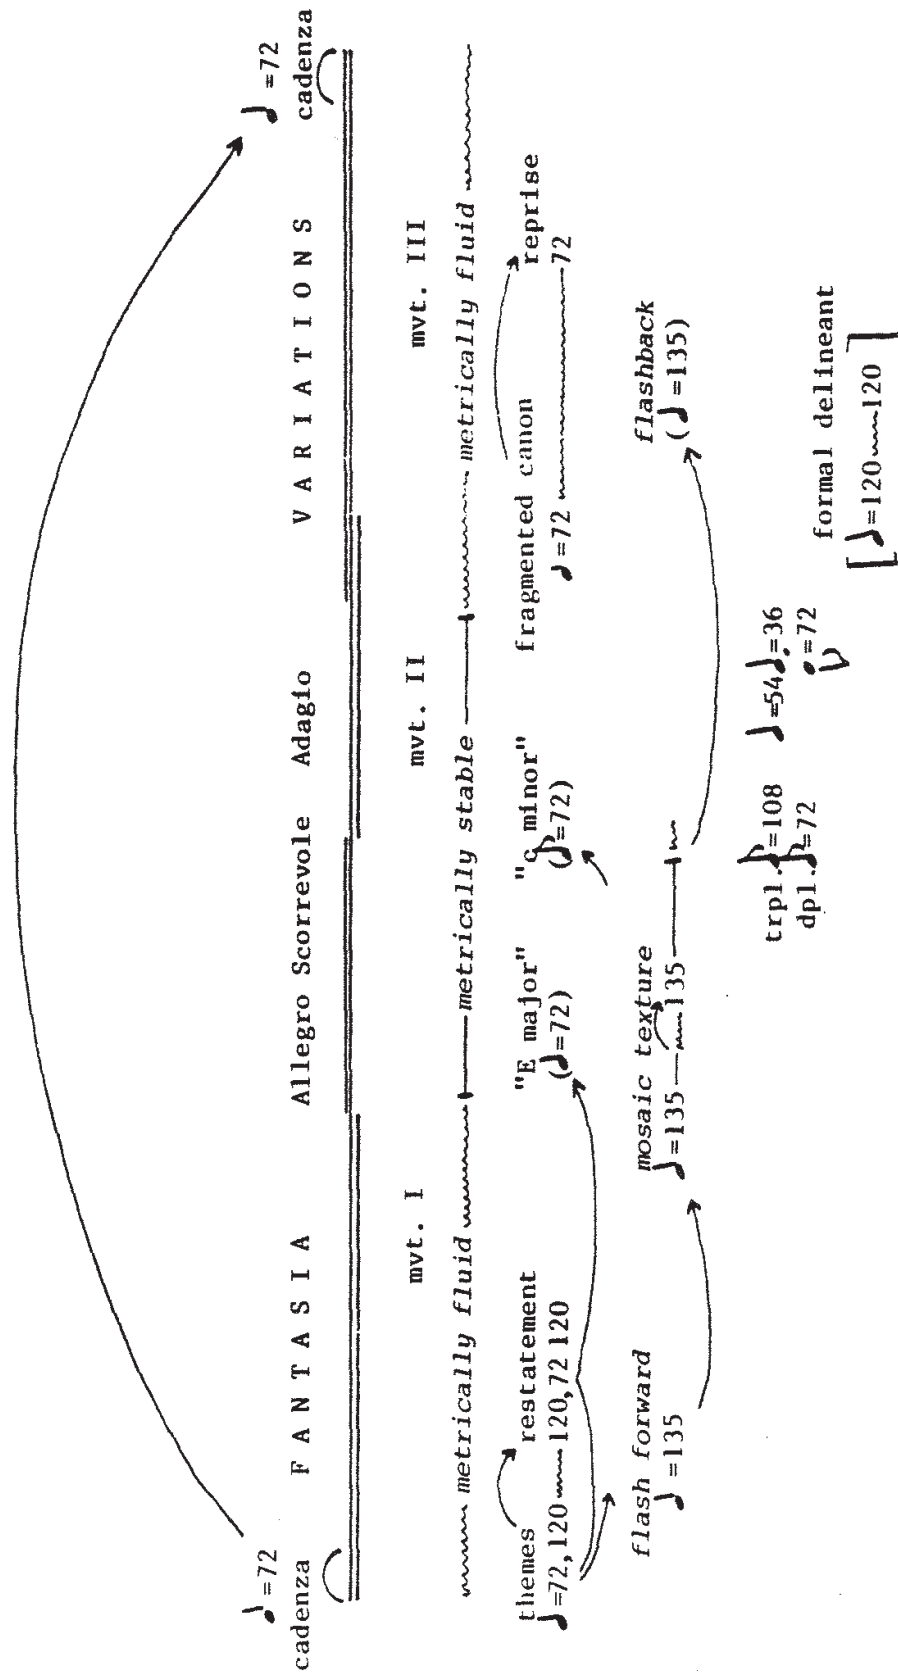 ♩=72 ♩=72
cadenza cadenza
F A N T A S I A Allegro Scorrevole Adagio V A R I A T I O N S
mvt. I mvt. II mvt. III
metrically fluid metrically stable metrically fluid
themes restatement "E major" "c minor" fragmented canon reprise
♩=72,120 120,72 120 (♩=72) (♪=72) ♩=72 72
flash forward mosaic texture flashback
♩=135 ♩=135 135 (♩=135)
trpl.♪=108 ♩=54 ♩.=36
dpl.♪=72 ♪.=72
formal delineant
[♩=120 120]